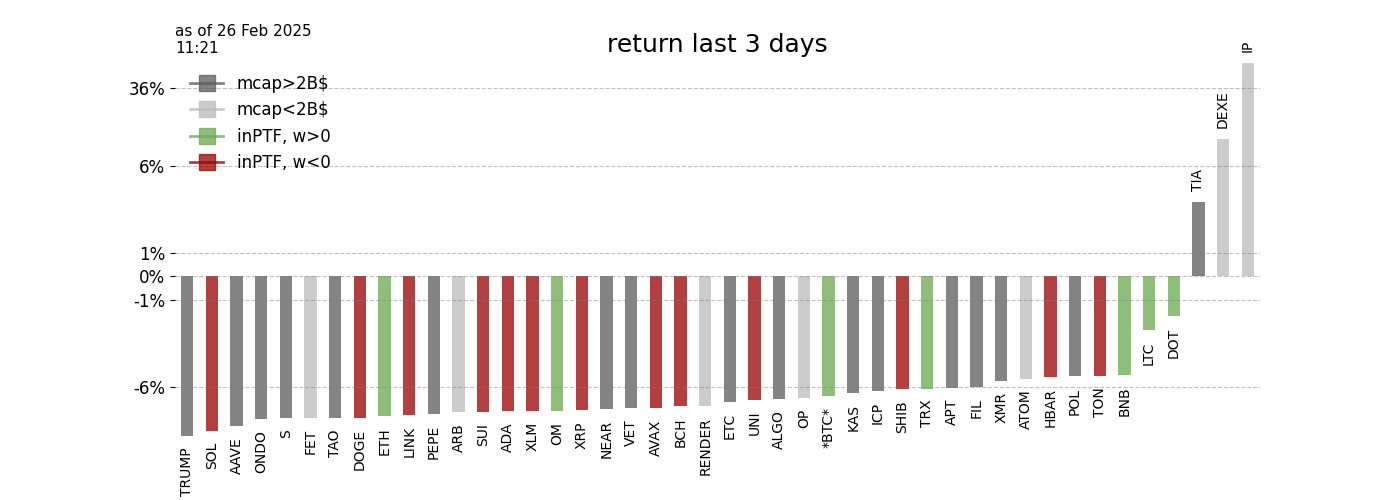 as of 26 Feb 2025
11:21
return last 3 days
mcap>2B$
mcap<2B$
inPTF, w>0
inPTF, w<0
36%
6%
1%
0%
-1%
-6%
TRUMP
SOL
AAVE
ONDO
S
FET
TAO
DOGE
ETH
LINK
PEPE
ARB
SUI
ADA
XLM
OM
XRP
NEAR
VET
AVAX
BCH
RENDER
ETC
UNI
ALGO
OP
*BTC*
KAS
ICP
SHIB
TRX
APT
FIL
XMR
ATOM
HBAR
POL
TON
BNB
LTC
DOT
TIA
DEXE
IP